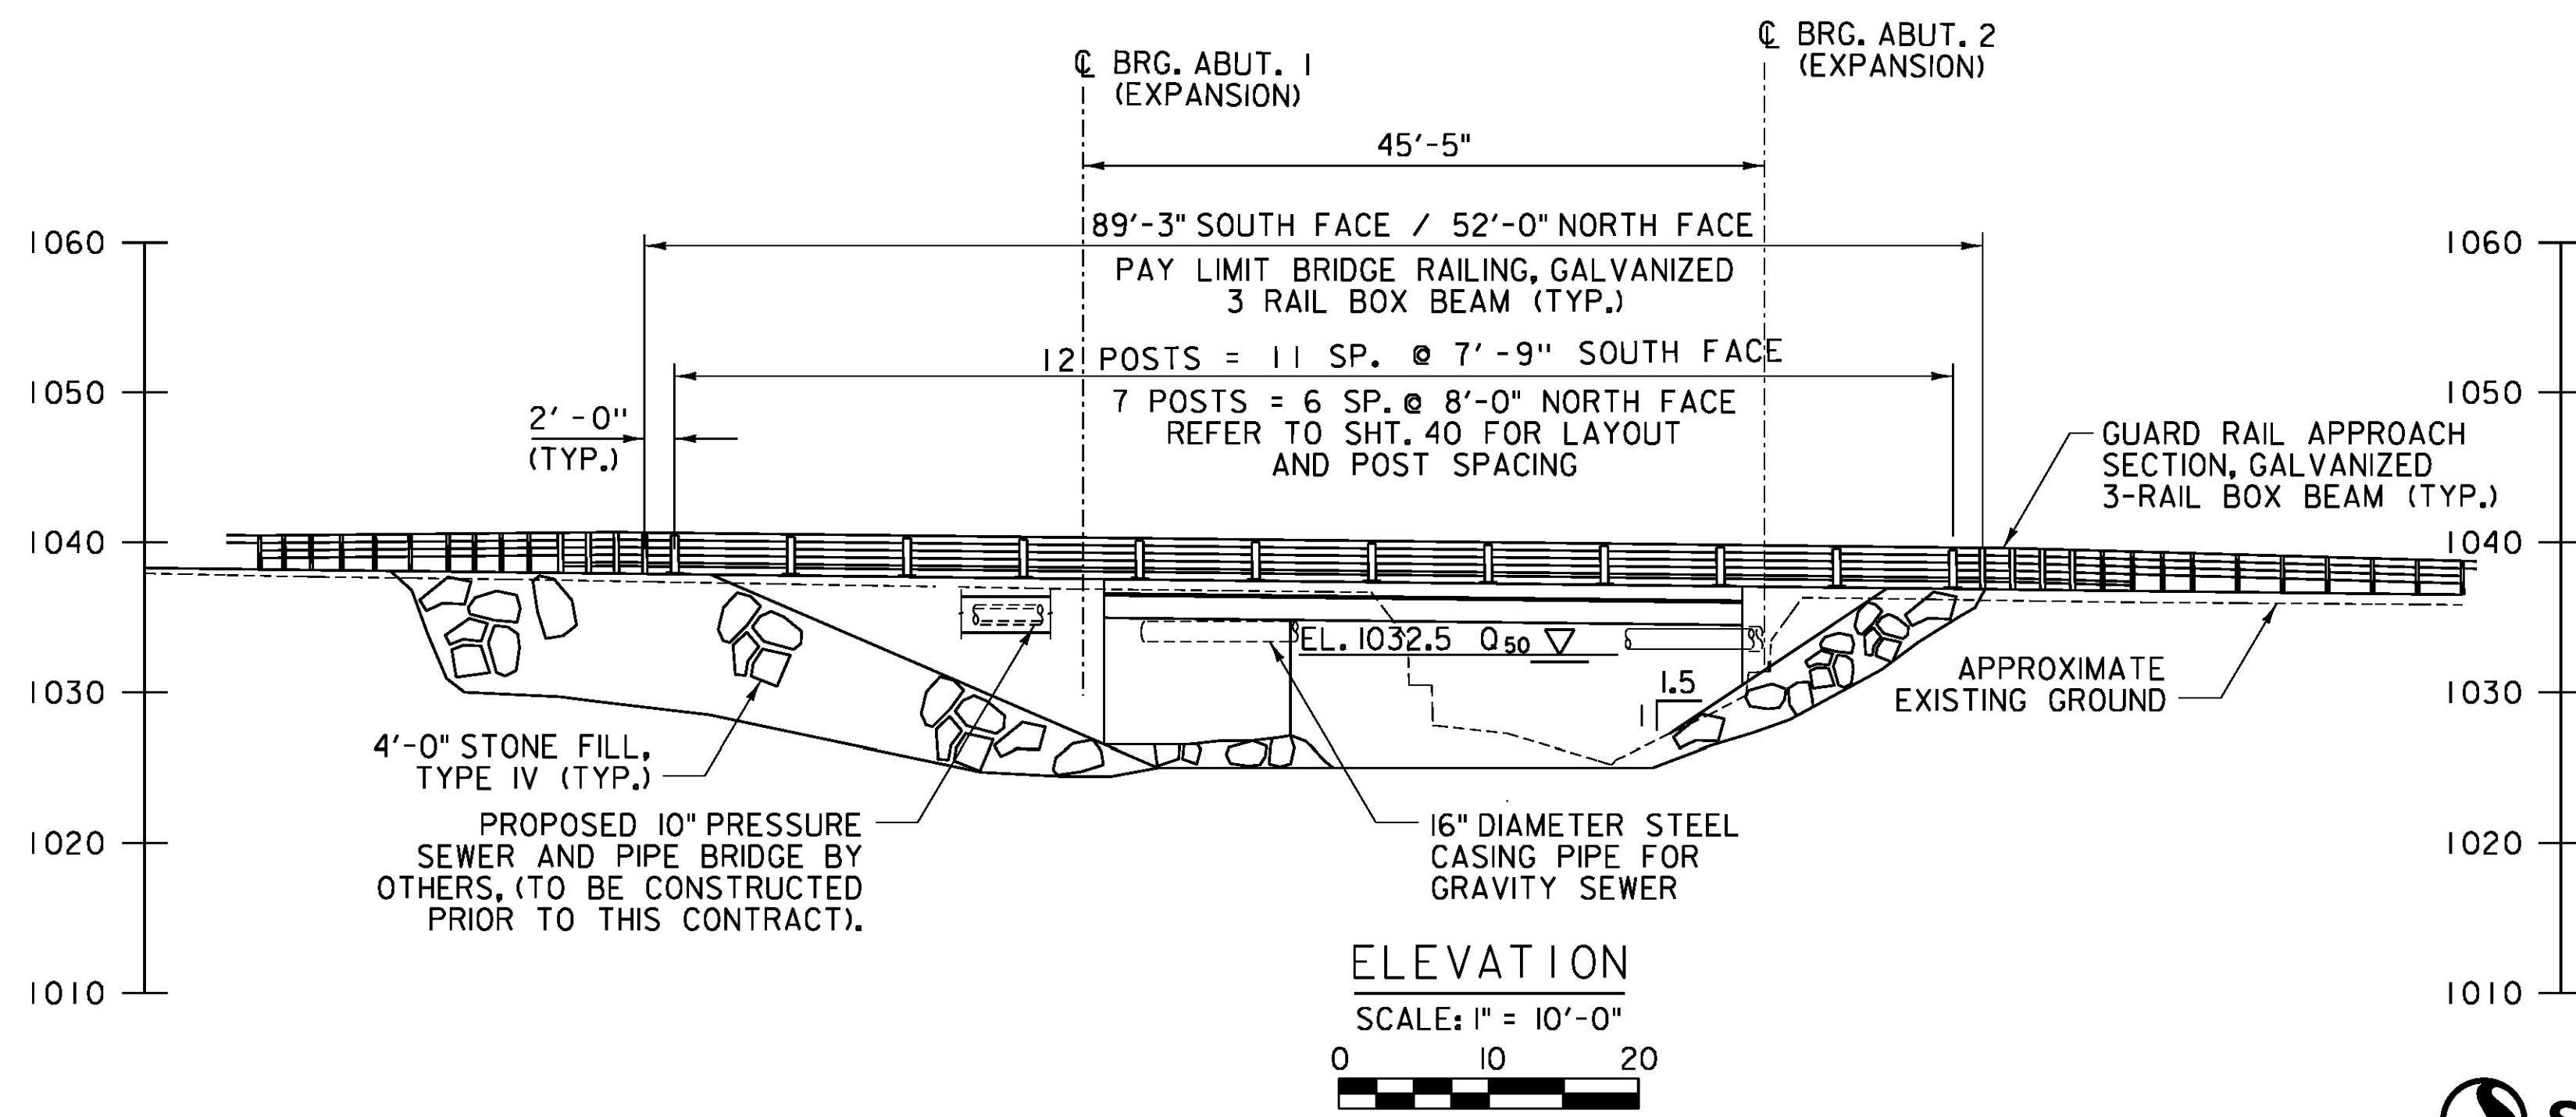 ℄ BRG. ABUT. 1
(EXPANSION)
℄ BRG. ABUT. 2
(EXPANSION)
45'-5"
89'-3" SOUTH FACE / 52'-0" NORTH FACE
PAY LIMIT BRIDGE RAILING, GALVANIZED
3 RAIL BOX BEAM (TYP.)
12 POSTS = 11 SP. @ 7'-9" SOUTH FACE
7 POSTS = 6 SP. @ 8'-0" NORTH FACE
REFER TO SHT. 40 FOR LAYOUT
AND POST SPACING
2'-0"
(TYP.)
GUARD RAIL APPROACH
SECTION, GALVANIZED
3-RAIL BOX BEAM (TYP.)
1060
1050
1040
1030
1020
1010
1060
1050
1040
1030
1020
1010
EL. 1032.5 Q50
1.5
1
APPROXIMATE
EXISTING GROUND
4'-0" STONE FILL,
TYPE IV (TYP.)
PROPOSED 10" PRESSURE
SEWER AND PIPE BRIDGE BY
OTHERS, (TO BE CONSTRUCTED
PRIOR TO THIS CONTRACT).
16" DIAMETER STEEL
CASING PIPE FOR
GRAVITY SEWER
ELEVATION
SCALE: 1" = 10'-0"
0 10 20